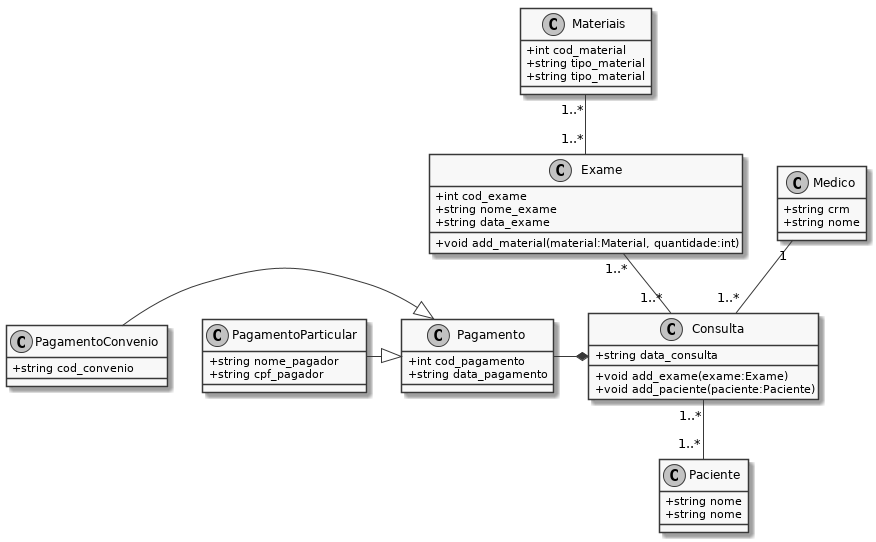 C Materiais
+int cod_material
+string tipo_material
+string tipo_material
1..*
1..*
C Exame
+int cod_exame
+string nome_exame
+string data_exame
+void add_material(material:Material, quantidade:int)
C Medico
+string crm
+string nome
1..*
1
1..*
1..*
C PagamentoConvenio
+string cod_convenio
C PagamentoParticular
+string nome_pagador
+string cpf_pagador
C Pagamento
+int cod_pagamento
+string data_pagamento
C Consulta
+string data_consulta
+void add_exame(exame:Exame)
+void add_paciente(paciente:Paciente)
1..*
1..*
C Paciente
+string nome
+string nome